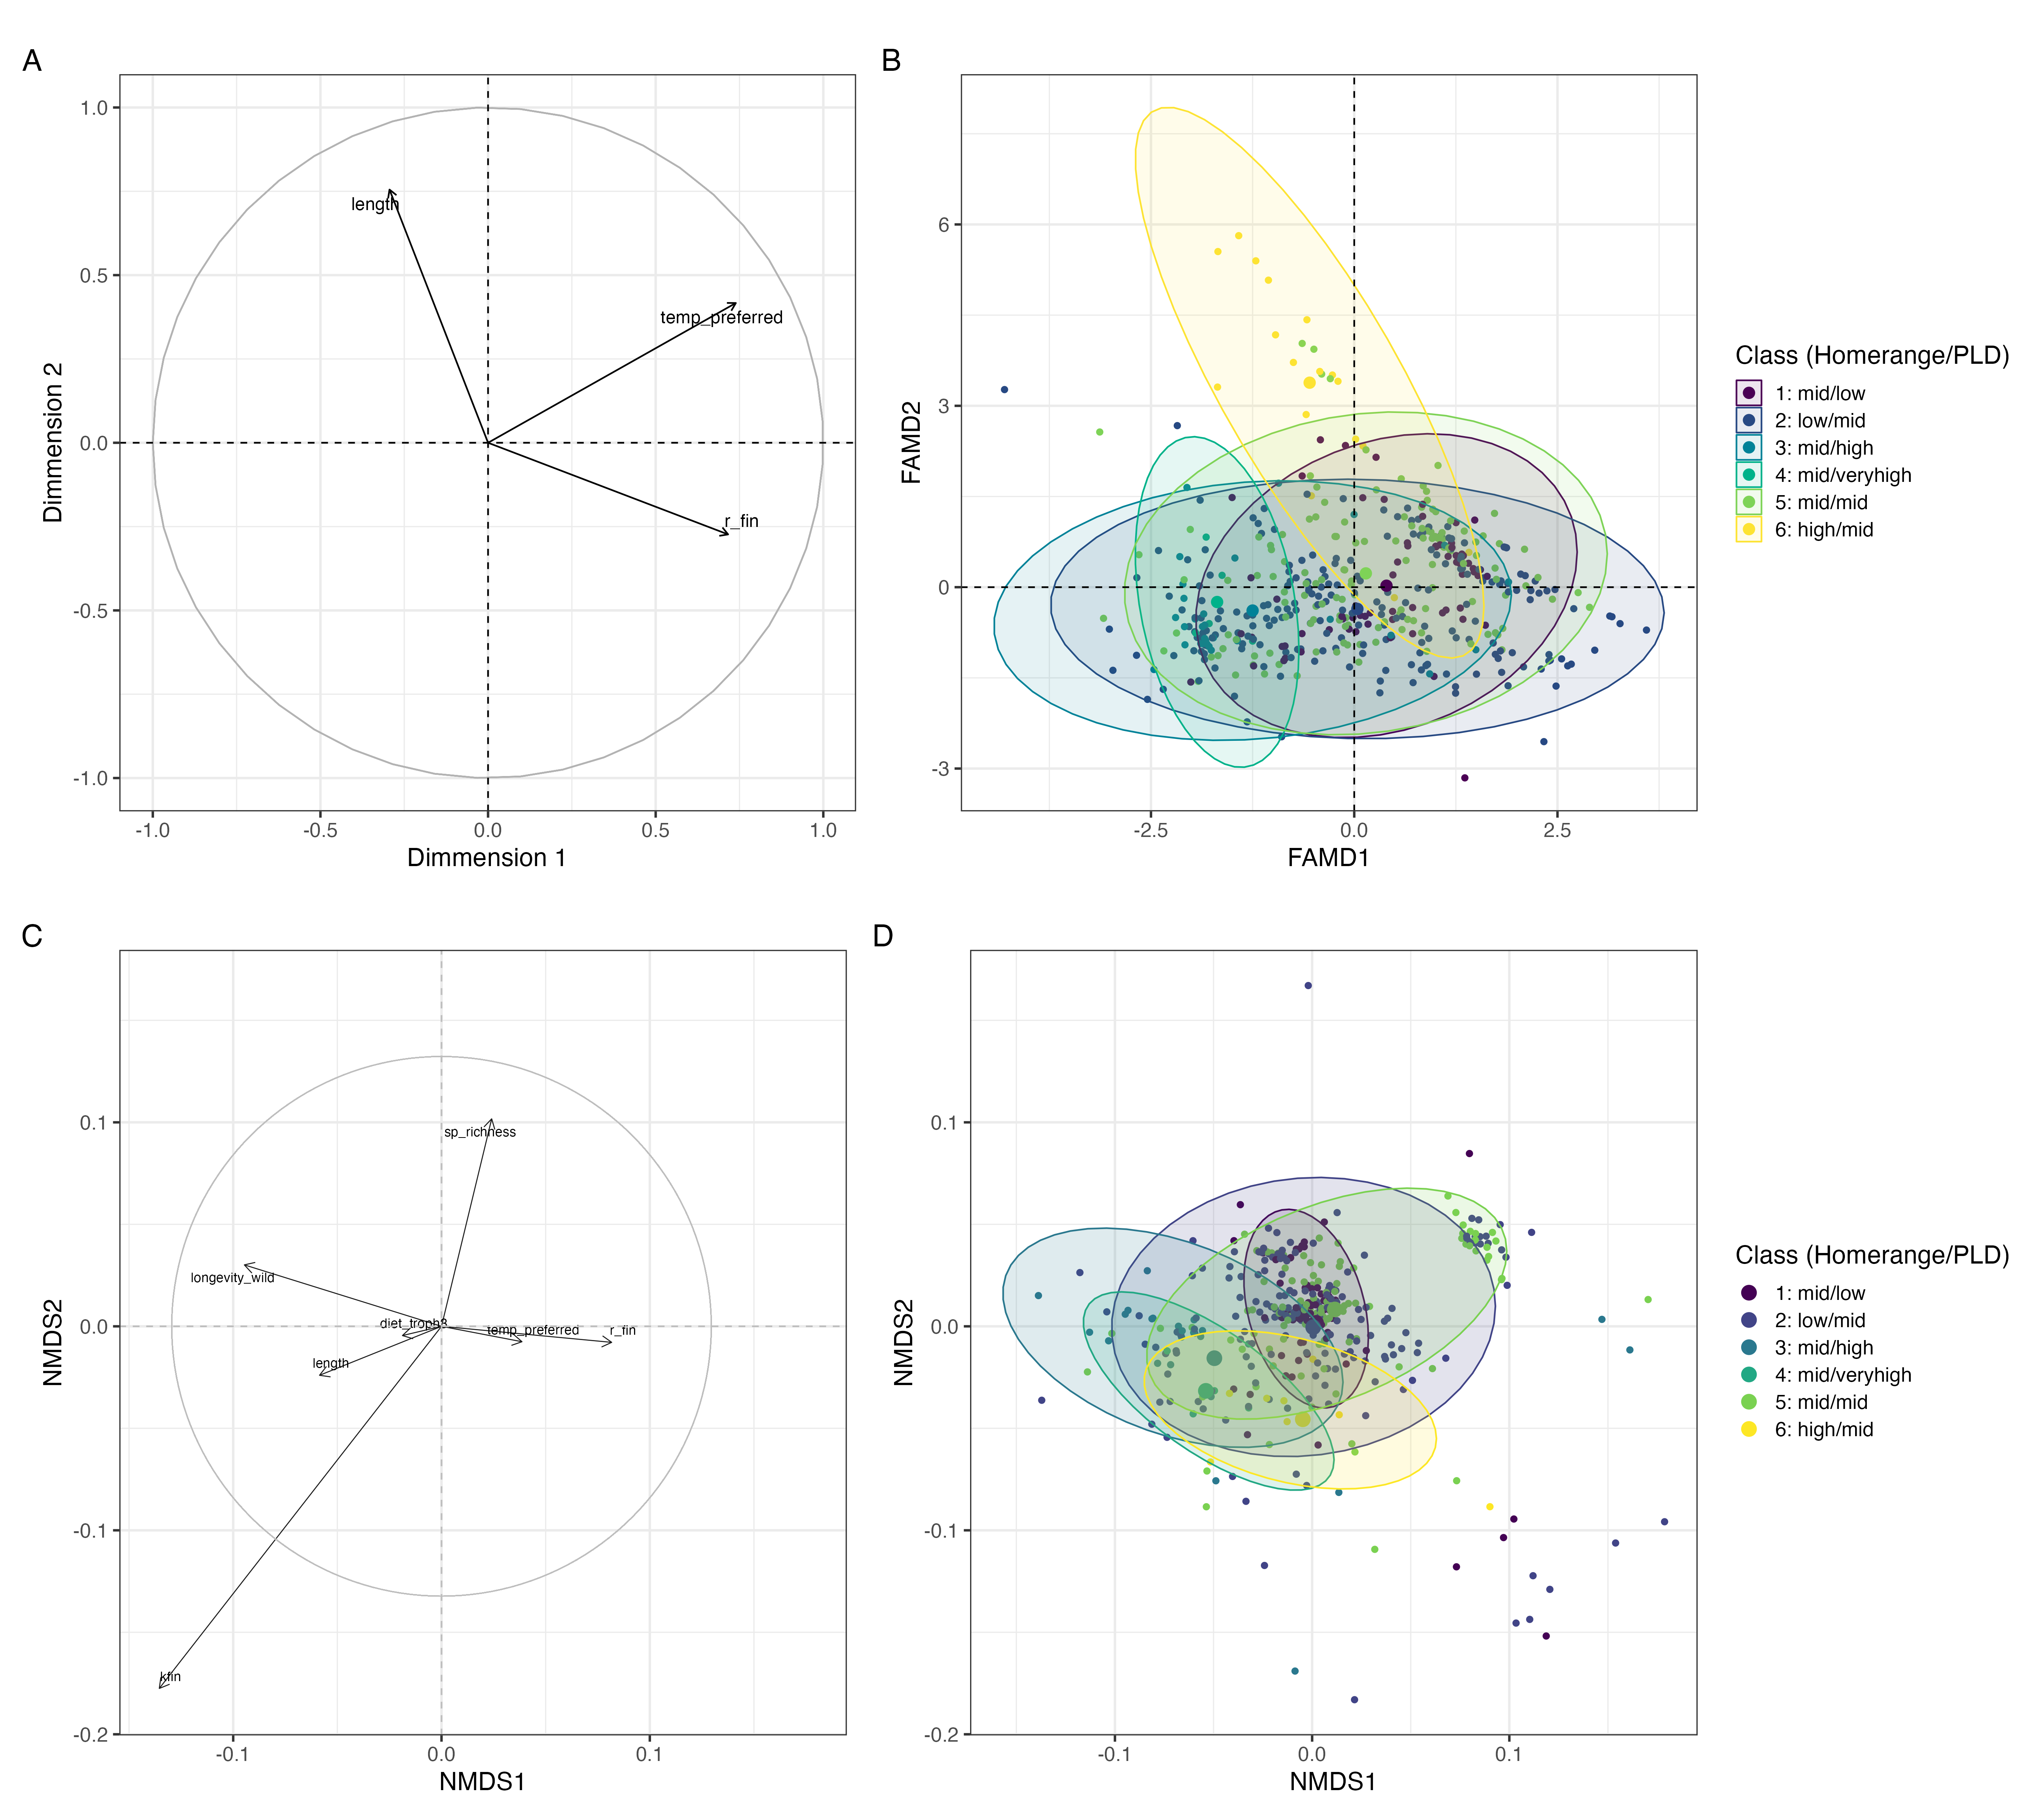 A
1.0
0.5
0.0
-0.5
-1.0
Dimmension 2
length
temp_preferred
r_fin
-1.0
-0.5
0.0
0.5
1.0
Dimmension 1
B
6
3
0
-3
FAMD2
-2.5
0.0
2.5
FAMD1
Class (Homerange/PLD)
1: mid/low
2: low/mid
3: mid/high
4: mid/veryhigh
5: mid/mid
6: high/mid
C
0.1
0.0
-0.1
-0.2
NMDS2
sp_richness
longevity_wild
diet_troph3
temp_preferred
r_fin
length
kfin
-0.1
0.0
0.1
NMDS1
D
0.1
0.0
-0.1
-0.2
NMDS2
-0.1
0.0
0.1
NMDS1
Class (Homerange/PLD)
1: mid/low
2: low/mid
3: mid/high
4: mid/veryhigh
5: mid/mid
6: high/mid